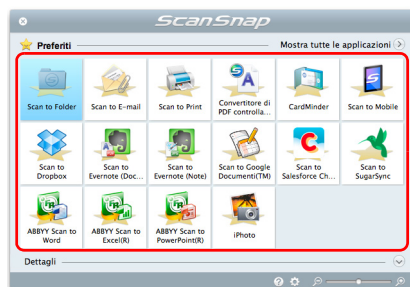 ScanSnap
Preferiti
Mostra tutte le applicazioni
Scan to Folder
Scan to E-mail
Scan to Print
Convertitore di
PDF controlla...
CardMinder
Scan to Mobile
Scan to
Dropbox
Scan to
Evernote (Doc...
Scan to
Evernote (Note)
Scan to Google
Document(TM)
Scan to
Salesforce Ch...
Scan to
SugarSync
ABBYY Scan to
Word
ABBYY Scan to
Excel(R)
ABBYY Scan to
PowerPoint(R)
iPhoto
Dettagli